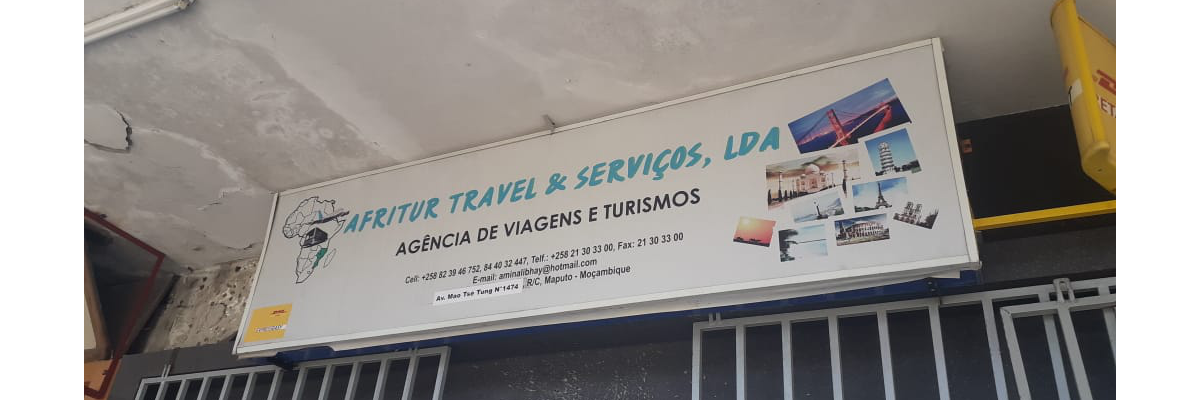 AFRITUR TRAVEL & SERVIÇOS, LDA
AGÊNCIA DE VIAGENS E TURISMOS
Cell: +258 82 39 46 752, 84 40 32 447, Telf.: +258 21 30 33 00, Fax: 21 30 33 00
E-mail: aminalibhay@hotmail.com
Av. Mao Tsé Tung N°1474 , R/C, Maputo - Moçambique